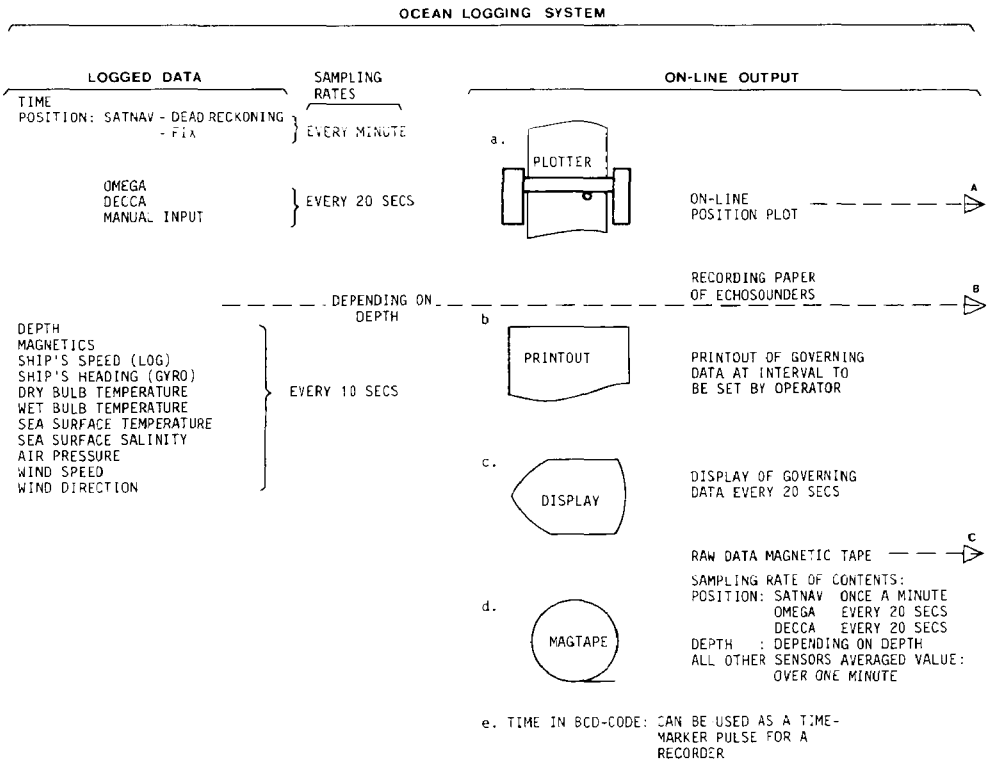 OCEAN LOGGING SYSTEM
LOGGED DATA
SAMPLING
RATES
ON-LINE OUTPUT
TIME
POSITION: SATNAV - DEAD RECKONING
- FIX
EVERY MINUTE
OMEGA
DECCA
MANUAL INPUT
EVERY 20 SECS
a.
PLOTTER
ON-LINE
POSITION PLOT
A
DEPENDING ON
DEPTH
RECORDING PAPER
OF ECHOSOUNDERS
B
DEPTH
MAGNETICS
SHIP'S SPEED (LOG)
SHIP'S HEADING (GYRO)
DRY BULB TEMPERATURE
WET BULB TEMPERATURE
SEA SURFACE TEMPERATURE
SEA SURFACE SALINITY
AIR PRESSURE
WIND SPEED
WIND DIRECTION
EVERY 10 SECS
b
PRINTOUT
PRINTOUT OF GOVERNING
DATA AT INTERVAL TO
BE SET BY OPERATOR
c.
DISPLAY
DISPLAY OF GOVERNING
DATA EVERY 20 SECS
RAW DATA MAGNETIC TAPE
C
d.
MAGTAPE
SAMPLING RATE OF CONTENTS:
POSITION: SATNAV ONCE A MINUTE
OMEGA EVERY 20 SECS
DECCA EVERY 20 SECS
DEPTH : DEPENDING ON DEPTH
ALL OTHER SENSORS AVERAGED VALUE:
OVER ONE MINUTE
e. TIME IN BCD-CODE: CAN BE USED AS A TIME-
MARKER PULSE FOR A
RECORDER